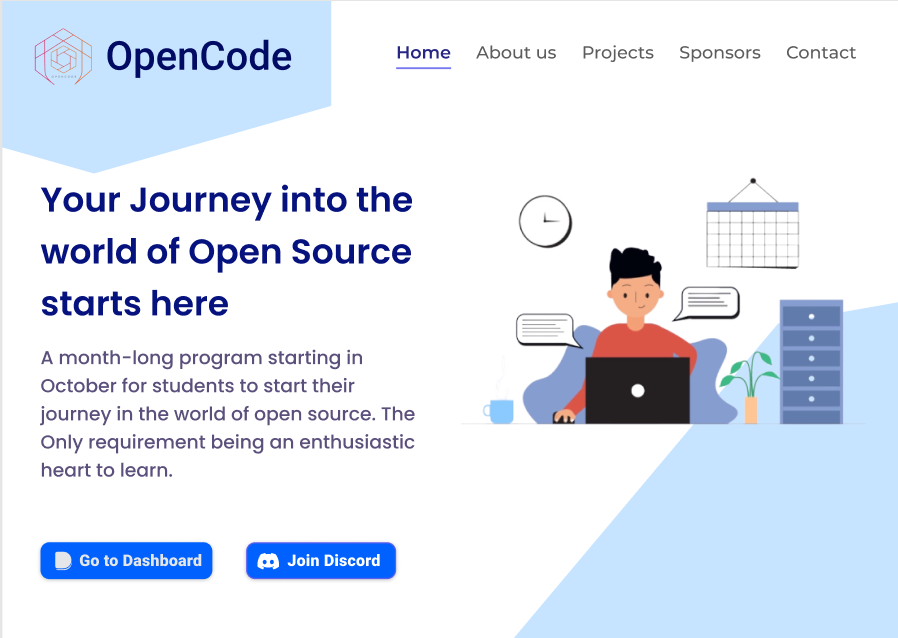 OpenCode
Home About us Projects Sponsors Contact
Your Journey into the
world of Open Source
starts here
A month-long program starting in
October for students to start their
journey in the world of open source. The
Only requirement being an enthusiastic
heart to learn.
Go to Dashboard Join Discord